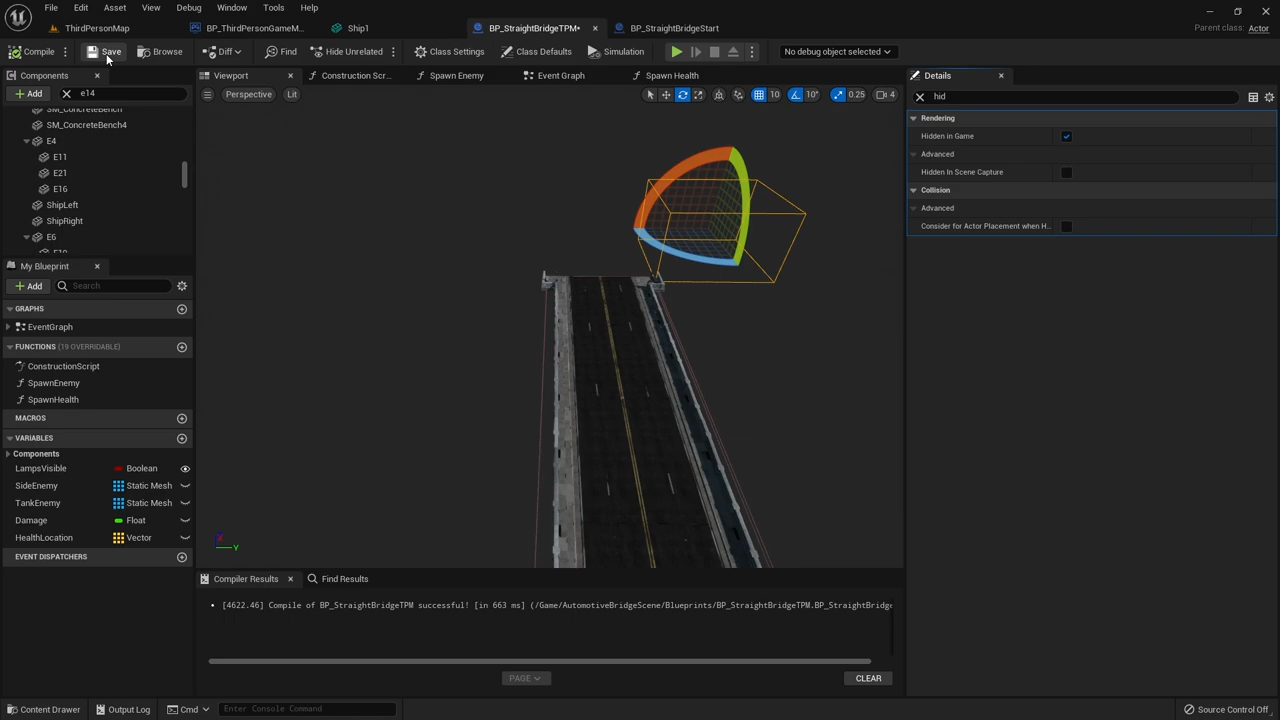 File Edit Asset View Debug Window Tools Help
ThirdPersonMap BP_ThirdPersonGameM... Ship1 BP_StraightBridgeTPM• BP_StraightBridgeStart Parent class: Actor
Compile Save Browse Diff Find Hide Unrelated Class Settings Class Defaults Simulation No debug object selected
Components Viewport Construction Scr... Spawn Enemy Event Graph Spawn Health Details
Add e14 Perspective Lit 10 10° 0.25 4 hid
SM_ConcreteBench
SM_ConcreteBench4
E4
E11
E21
E16
ShipLeft
ShipRight
E6
Rendering
Hidden in Game
Advanced
Hidden In Scene Capture
Collision
Advanced
Consider for Actor Placement when H...
My Blueprint
Add Search
GRAPHS
EventGraph
FUNCTIONS (19 OVERRIDABLE)
ConstructionScript
SpawnEnemy
SpawnHealth
MACROS
VARIABLES
Components
LampsVisible Boolean
SideEnemy Static Mesh
TankEnemy Static Mesh
Damage Float
HealthLocation Vector
EVENT DISPATCHERS
Y
Compiler Results Find Results
[4622.46] Compile of BP_StraightBridgeTPM successful! [in 663 ms] (/Game/AutomotiveBridgeScene/Blueprints/BP_StraightBridgeTPM.BP_StraightBridge
PAGE CLEAR
Content Drawer Output Log Cmd Enter Console Command Source Control Off